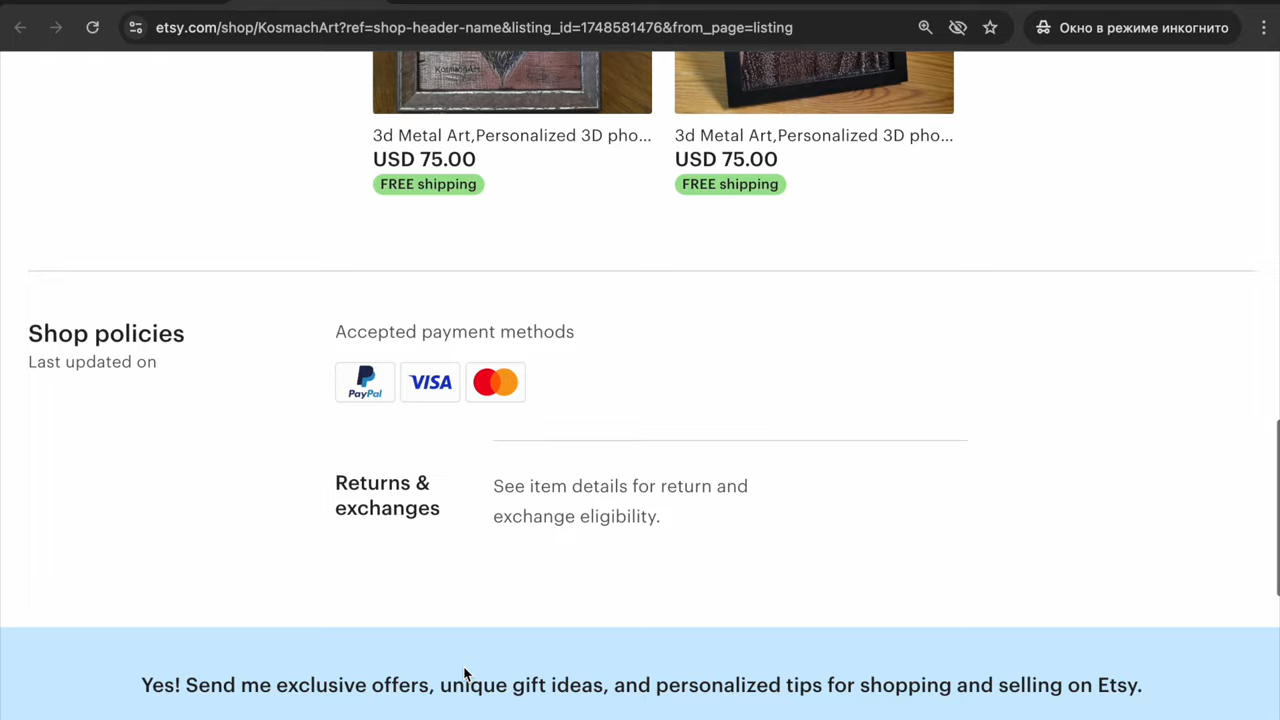 etsy.com/shop/KosmachArt?ref=shop-header-name&listing_id=1748581476&from_page=listing
Окно в режиме инкогнито
KosmachArt
3d Metal Art,Personalized 3D pho...
3d Metal Art,Personalized 3D pho...
USD 75.00
USD 75.00
FREE shipping
FREE shipping
Shop policies
Last updated on
Accepted payment methods
PayPal
VISA
Returns &
exchanges
See item details for return and
exchange eligibility.
Yes! Send me exclusive offers, unique gift ideas, and personalized tips for shopping and selling on Etsy.